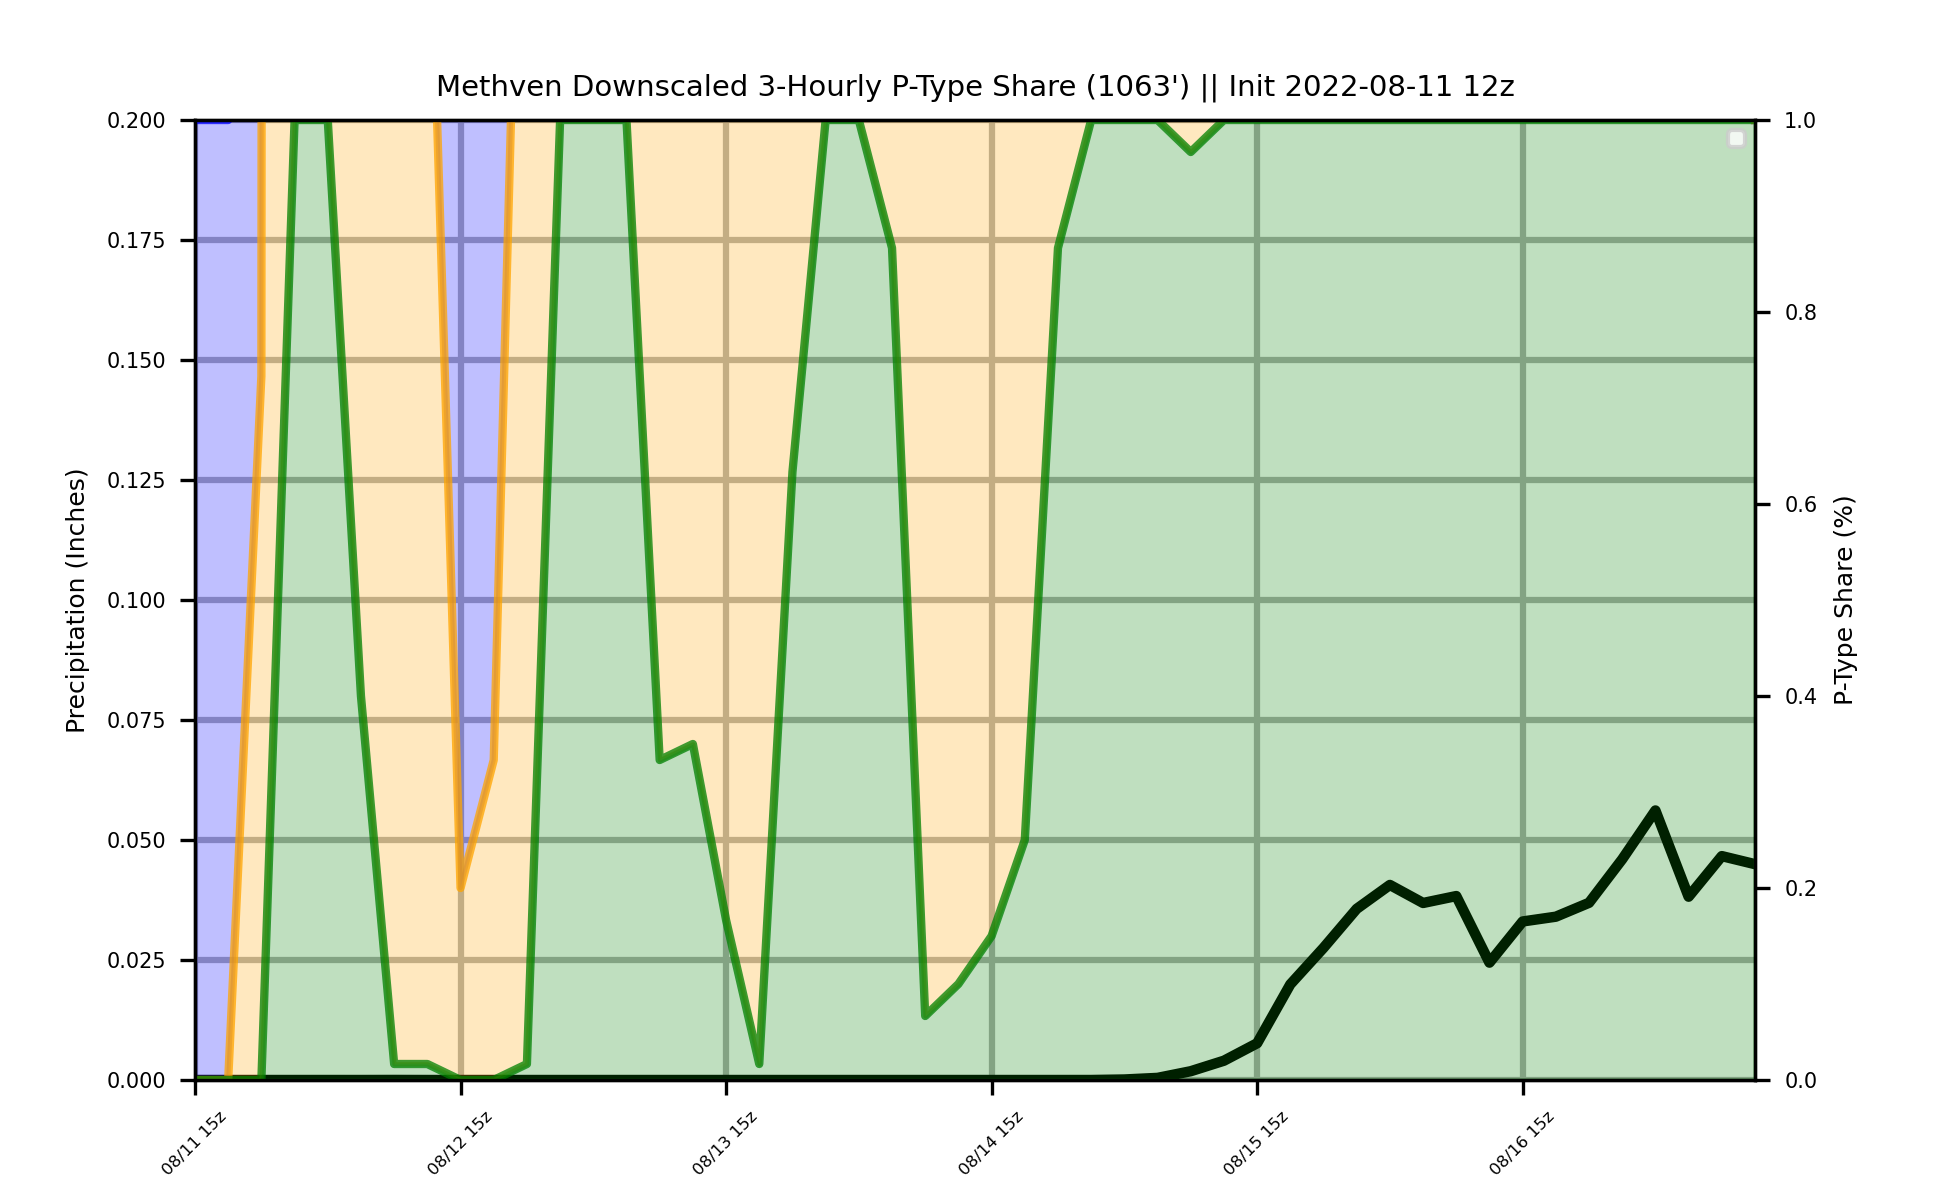 Methven Downscaled 3-Hourly P-Type Share (1063') || Init 2022-08-11 12z
Precipitation (Inches)
0.200
0.175
0.150
0.125
0.100
0.075
0.050
0.025
0.000
1.0
0.8
0.6
0.4
0.2
0.0
P-Type Share (%)
08/11 15z
08/12 15z
08/13 15z
08/14 15z
08/15 15z
08/16 15z